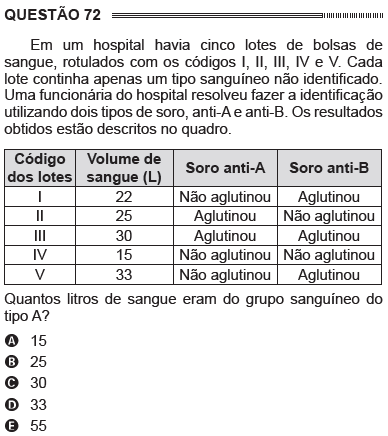 QUESTÃO 72
Em um hospital havia cinco lotes de bolsas de
sangue, rotulados com os códigos I, II, III, IV e V. Cada
lote continha apenas um tipo sanguíneo não identificado.
Uma funcionária do hospital resolveu fazer a identificação
utilizando dois tipos de soro, anti-A e anti-B. Os resultados
obtidos estão descritos no quadro.
Código dos lotes Volume de sangue (L) Soro anti-A Soro anti-B
I 22 Não aglutinou Aglutinou
II 25 Aglutinou Não aglutinou
III 30 Aglutinou Aglutinou
IV 15 Não aglutinou Não aglutinou
V 33 Não aglutinou Aglutinou
Quantos litros de sangue eram do grupo sanguíneo do
tipo A?
A 15
B 25
C 30
D 33
E 55